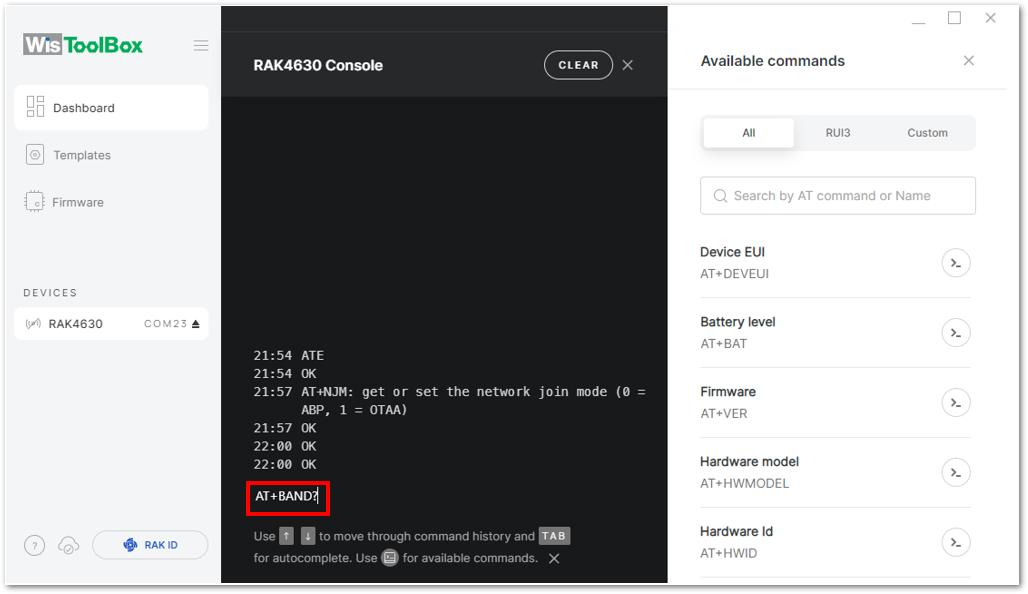 WisToolBox
Dashboard
Templates
Firmware
DEVICES
RAK4630 COM23
? RAK ID
RAK4630 Console CLEAR
21:54 ATE
21:54 OK
21:57 AT+NJM: get or set the network join mode (0 =
ABP, 1 = OTAA)
21:57 OK
22:00 OK
22:00 OK
AT+BAND?
Use ↑ ↓ to move through command history and TAB
for autocomplete. Use for available commands.
Available commands
All RUI3 Custom
Search by AT command or Name
Device EUI
AT+DEVEUI
Battery level
AT+BAT
Firmware
AT+VER
Hardware model
AT+HWMODEL
Hardware Id
AT+HWID